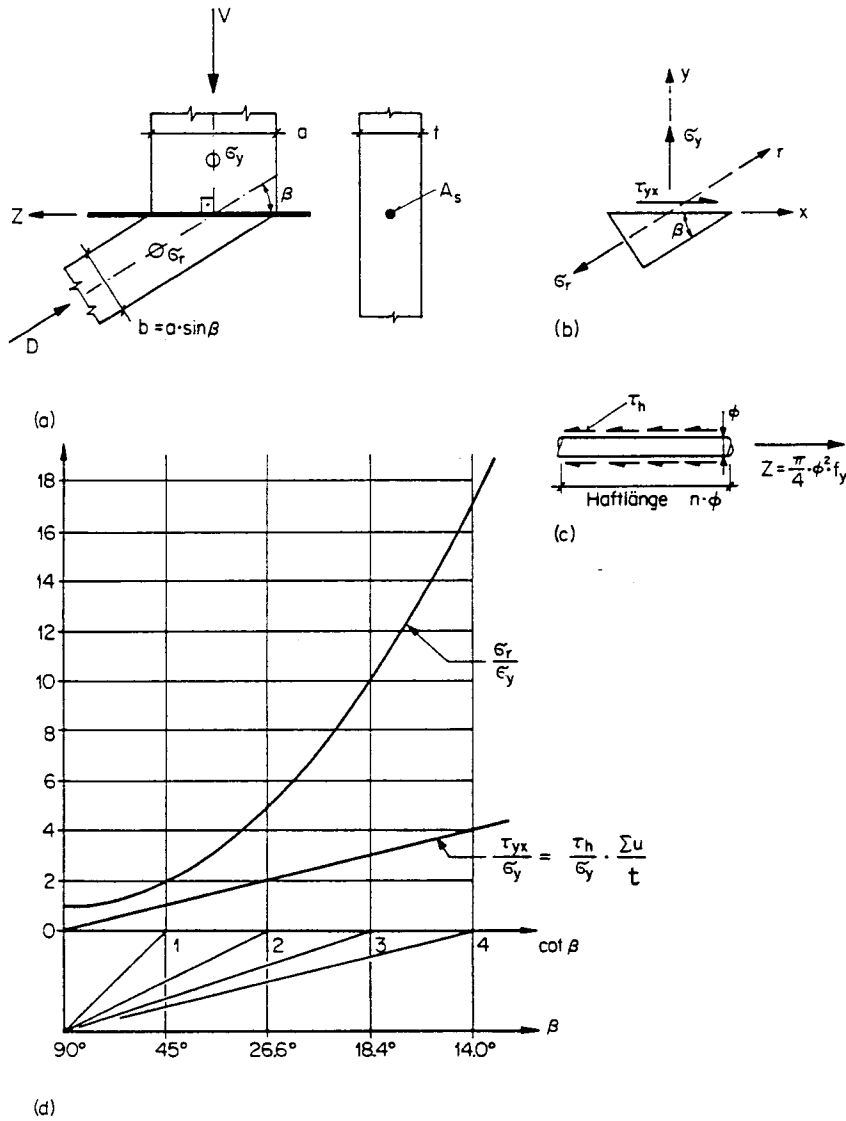 V
a
t
σy
β
Z
As
σr
b = a·sinβ
D
(a)
y
σy
r
τyx
x
β
σr
(b)
τh
ϕ
Z = π/4 · ϕ² · fy
Haftlänge n·ϕ
(c)
18
16
14
12
10
8
6
4
2
0
σr/ϵy
τyx/σy = τh/σy · Σu/t
1 2 3 4 cot β
β
90° 45° 26.6° 18.4° 14.0°
(d)